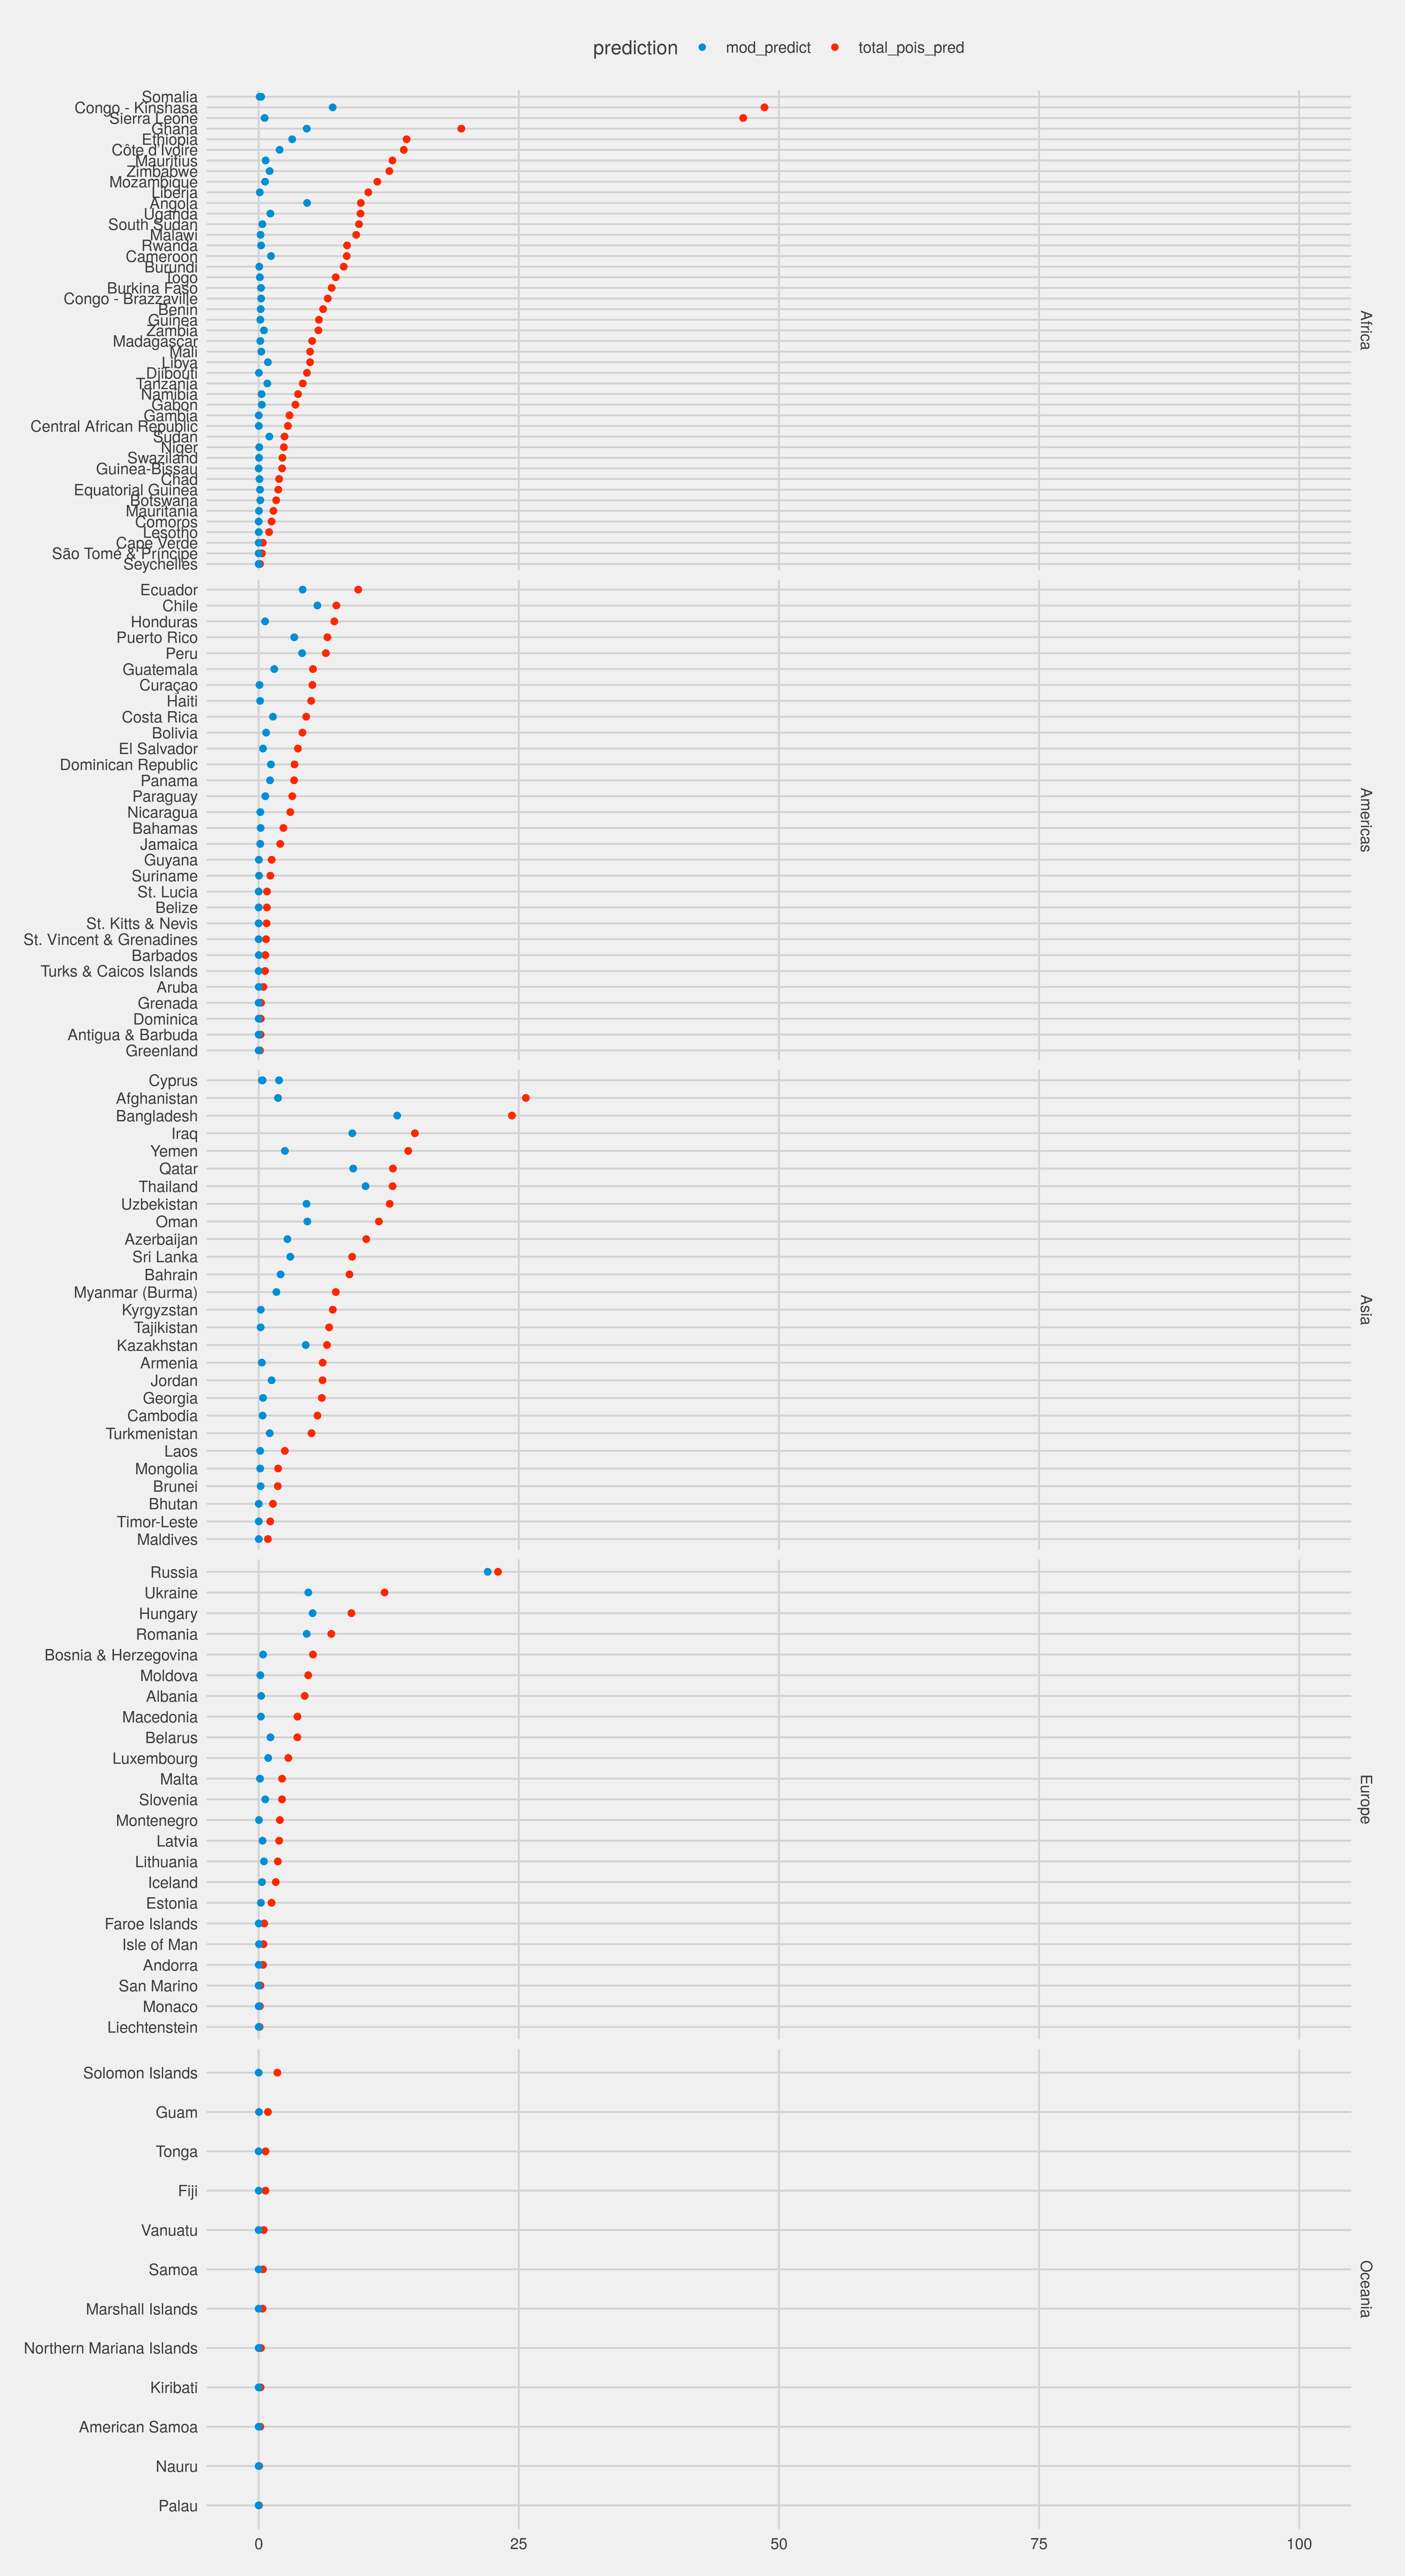 prediction mod_predict total_pois_pred
Somalia
Congo - Kinshasa
Sierra Leone
Ghana
Ethiopia
Côte d'Ivoire
Mauritius
Zimbabwe
Mozambique
Liberia
Angola
Uganda
South Sudan
Malawi
Rwanda
Cameroon
Burundi
Togo
Burkina Faso
Congo - Brazzaville
Benin
Guinea
Zambia
Madagascar
Mali
Libya
Djibouti
Tanzania
Namibia
Gabon
Gambia
Central African Republic
Sudan
Niger
Swaziland
Guinea-Bissau
Chad
Equatorial Guinea
Botswana
Mauritania
Comoros
Lesotho
Cape Verde
São Tomé & Príncipe
Seychelles
Africa
Ecuador
Chile
Honduras
Puerto Rico
Peru
Guatemala
Curaçao
Haiti
Costa Rica
Bolivia
El Salvador
Dominican Republic
Panama
Paraguay
Nicaragua
Bahamas
Jamaica
Guyana
Suriname
St. Lucia
Belize
St. Kitts & Nevis
St. Vincent & Grenadines
Barbados
Turks & Caicos Islands
Aruba
Grenada
Dominica
Antigua & Barbuda
Greenland
Americas
Cyprus
Afghanistan
Bangladesh
Iraq
Yemen
Qatar
Thailand
Uzbekistan
Oman
Azerbaijan
Sri Lanka
Bahrain
Myanmar (Burma)
Kyrgyzstan
Tajikistan
Kazakhstan
Armenia
Jordan
Georgia
Cambodia
Turkmenistan
Laos
Mongolia
Brunei
Bhutan
Timor-Leste
Maldives
Asia
Russia
Ukraine
Hungary
Romania
Bosnia & Herzegovina
Moldova
Albania
Macedonia
Belarus
Luxembourg
Malta
Slovenia
Montenegro
Latvia
Lithuania
Iceland
Estonia
Faroe Islands
Isle of Man
Andorra
San Marino
Monaco
Liechtenstein
Europe
Solomon Islands
Guam
Tonga
Fiji
Vanuatu
Samoa
Marshall Islands
Northern Mariana Islands
Kiribati
American Samoa
Nauru
Palau
Oceania
0 25 50 75 100